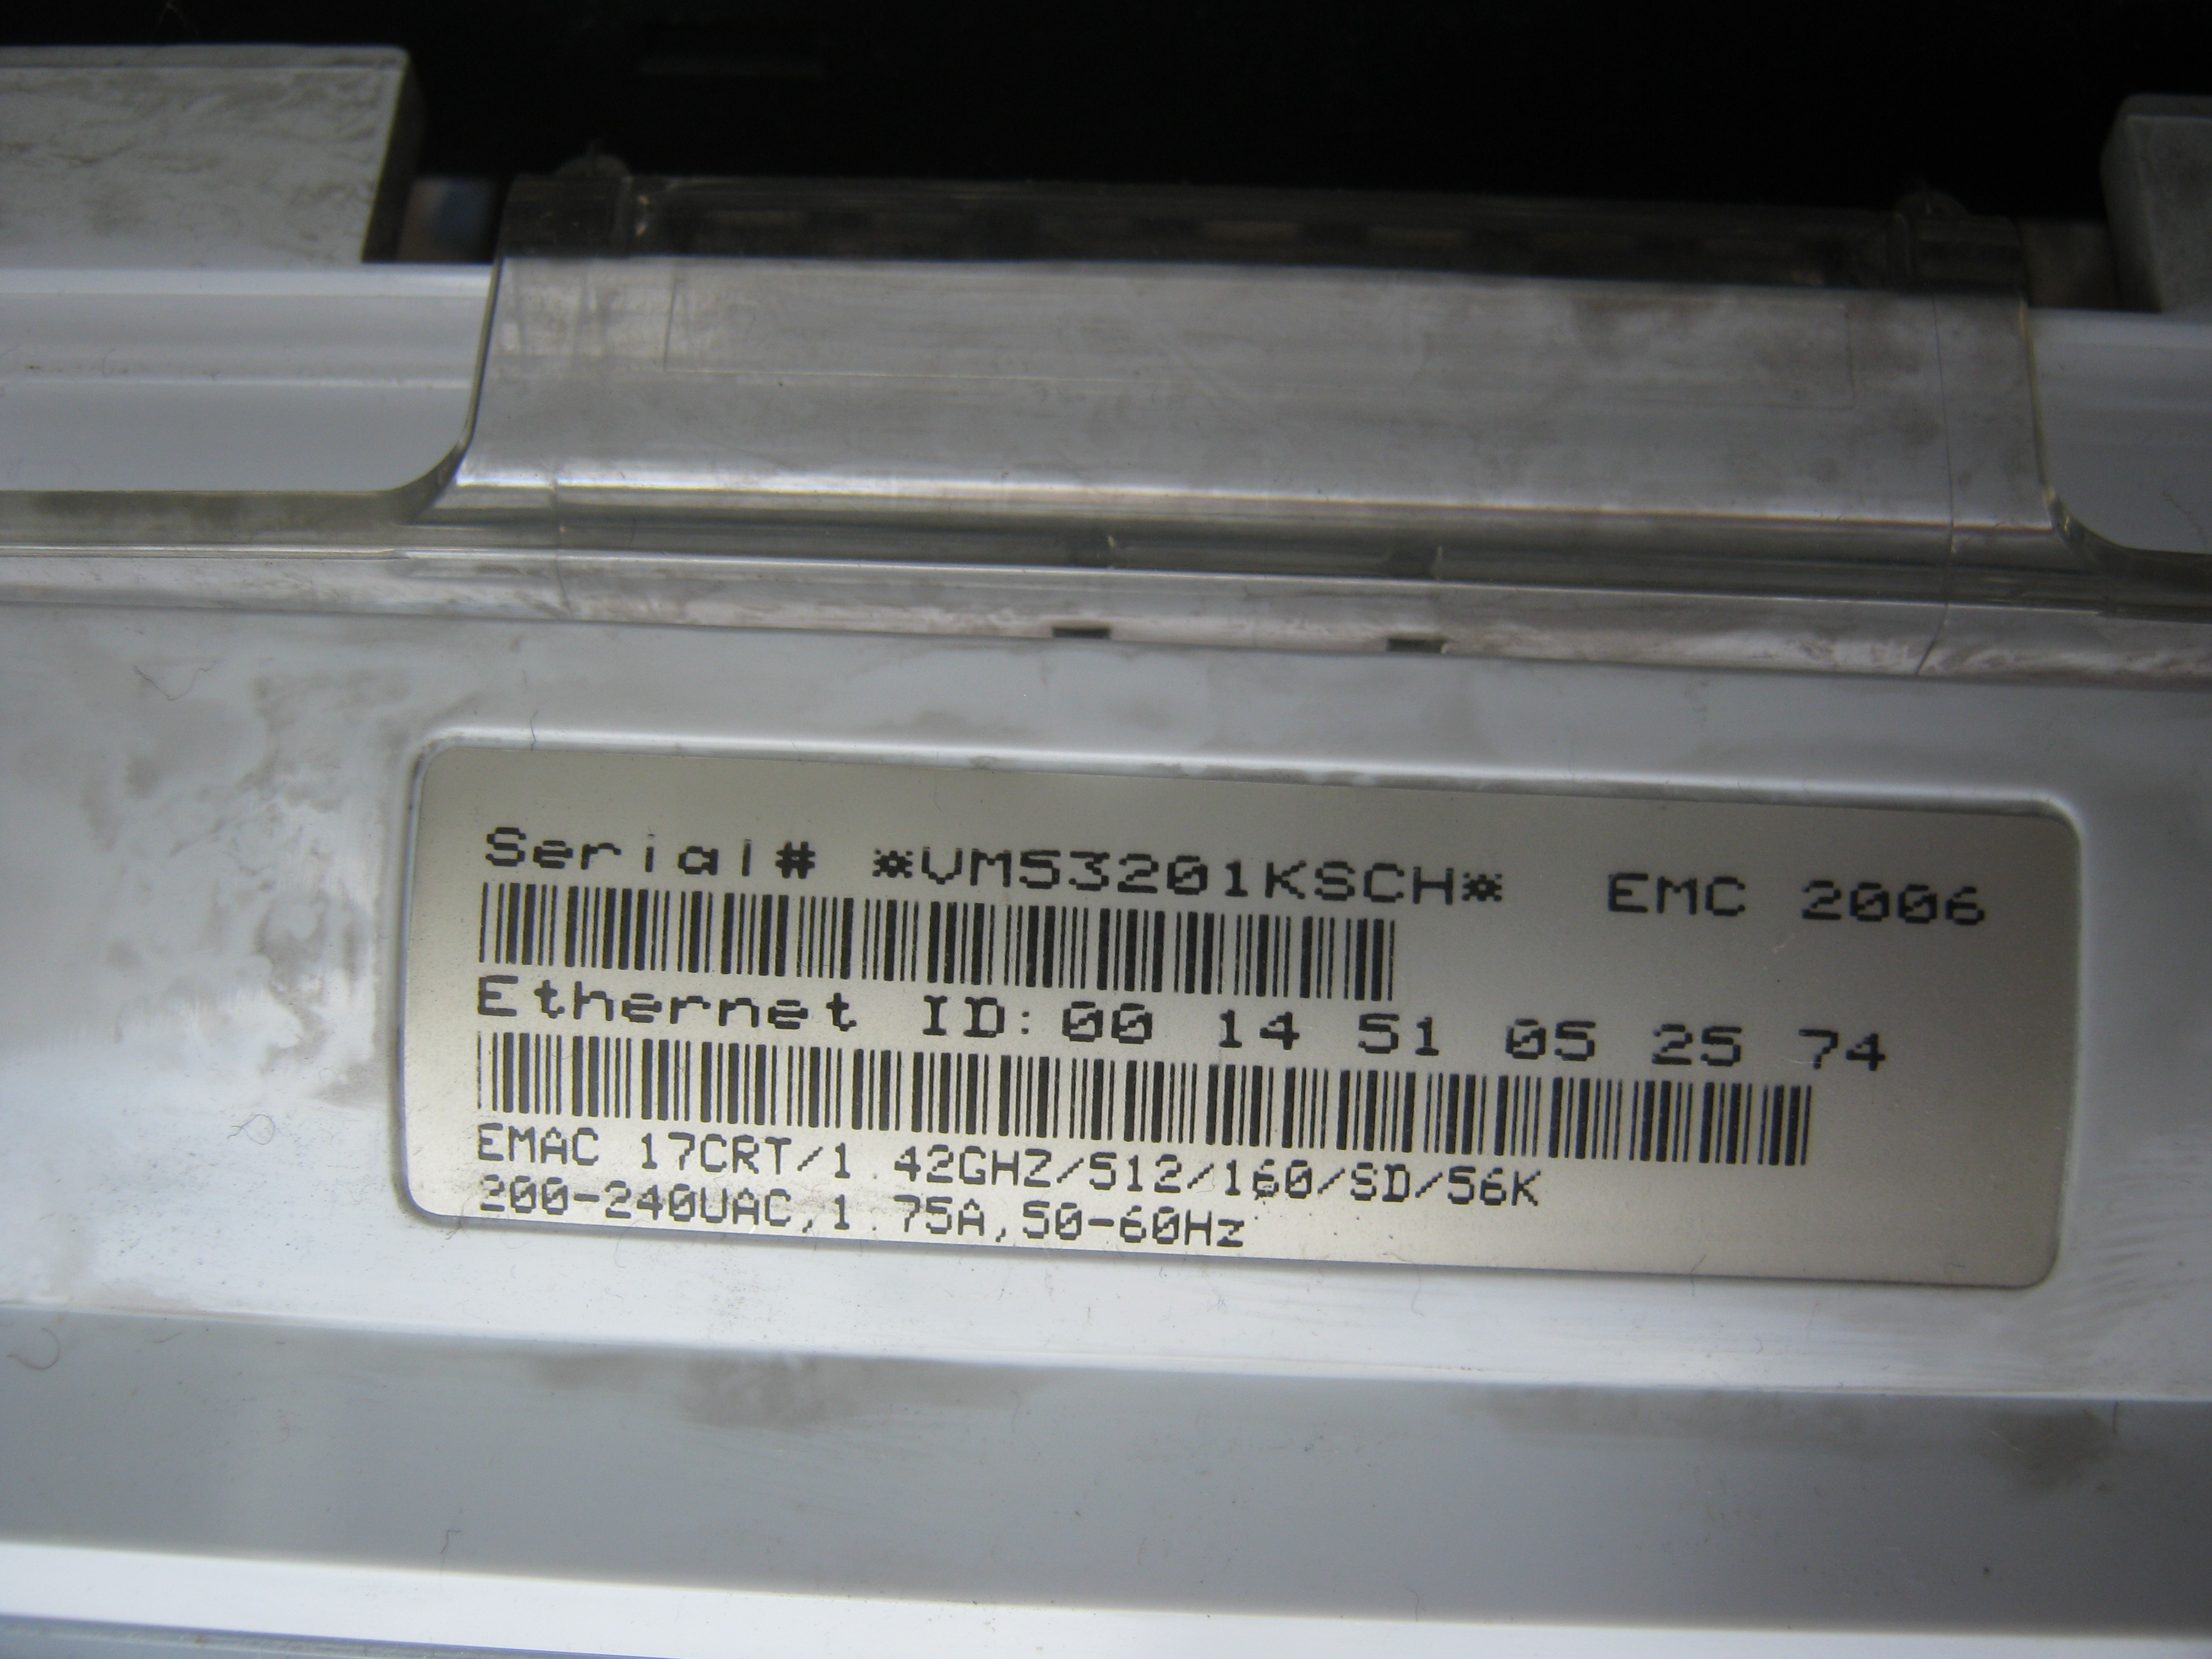 Serial# *VM53201KSCH* EMC 2006
Ethernet ID:00 14 51 05 25 74
EMAC 17CRT/1.42GHZ/512/160/SD/56K
200-240VAC,1.75A,50-60Hz